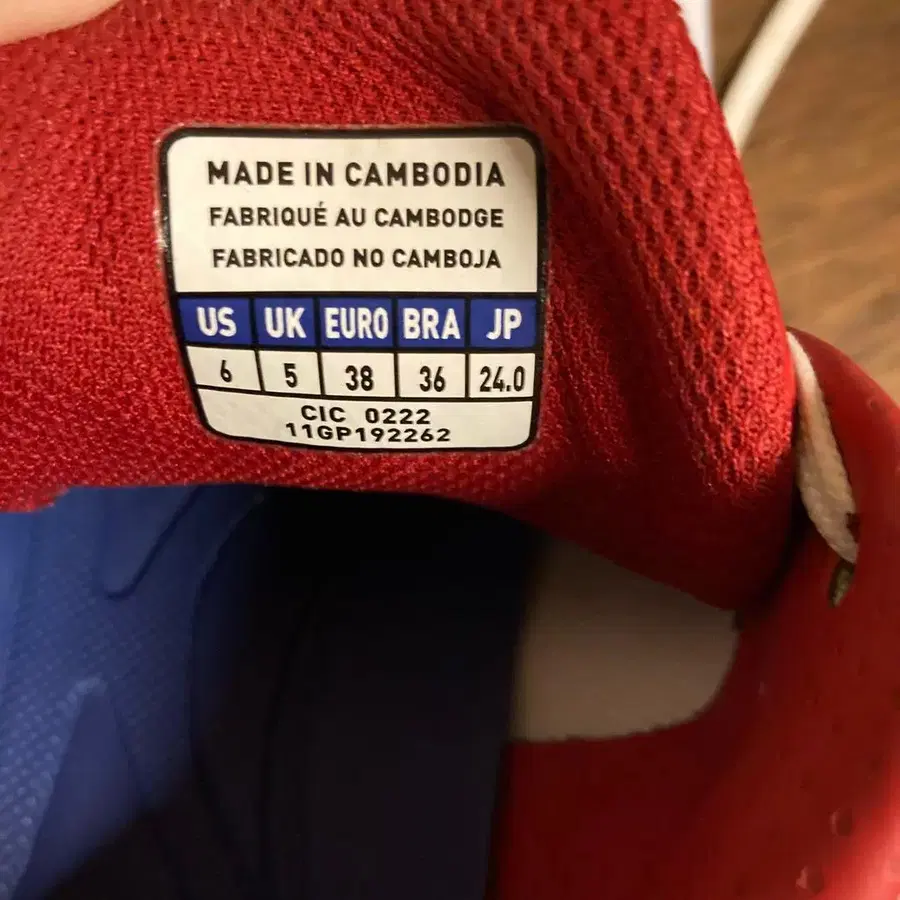 MADE IN CAMBODIA
FABRIQUÉ AU CAMBODGE
FABRICADO NO CAMBOJA
US UK EURO BRA JP
6 5 38 36 24.0
CIC 0222
11GP192262